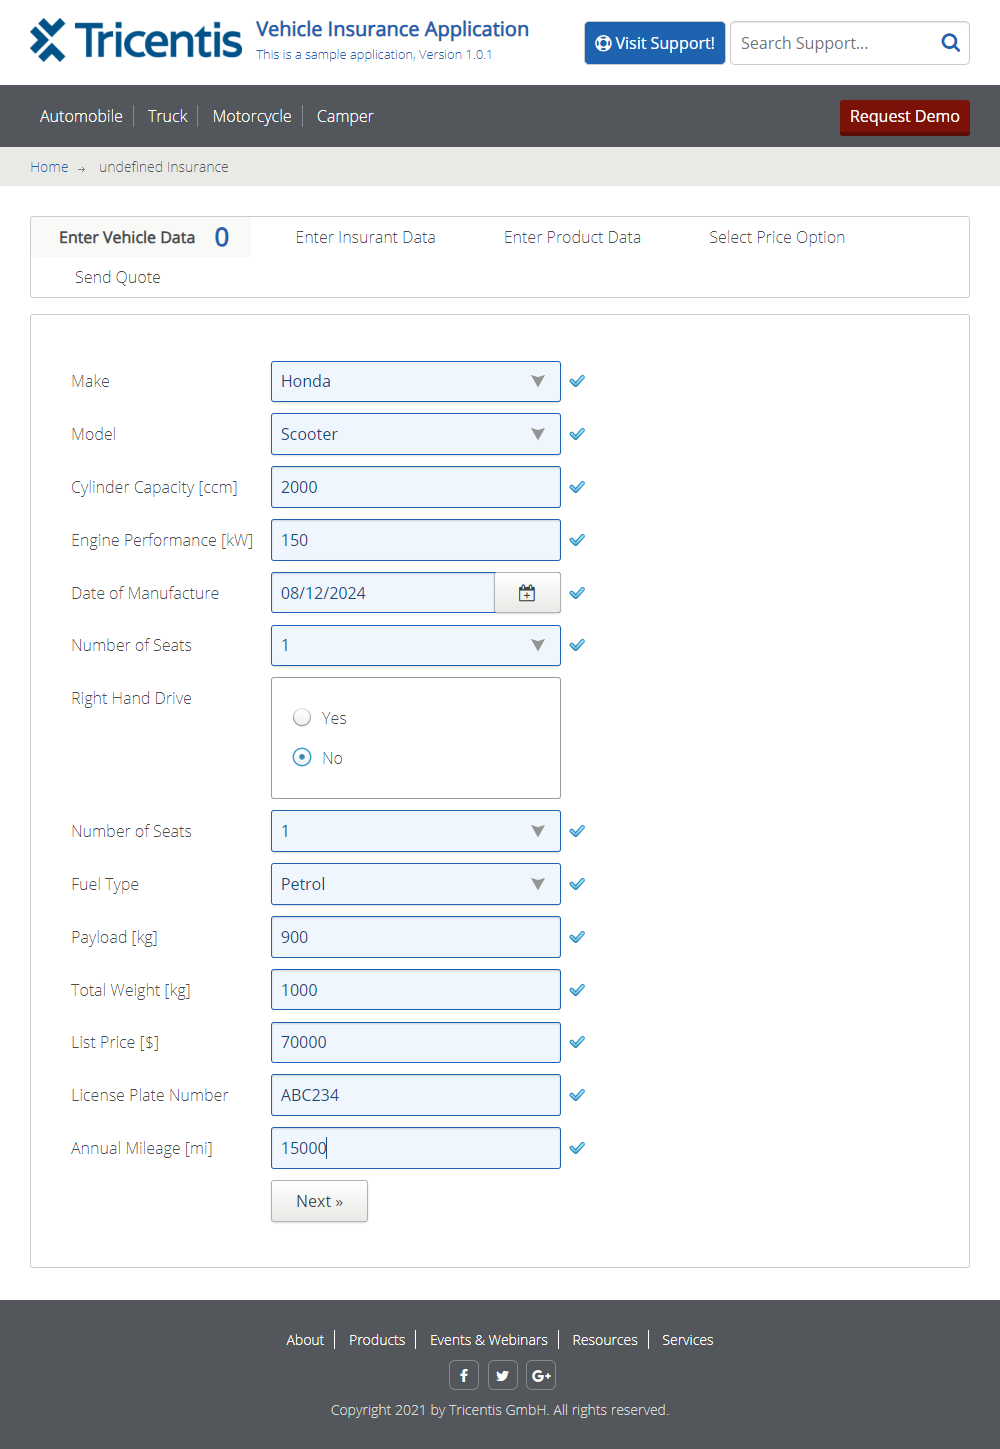 Tricentis
Vehicle Insurance Application
This is a sample application, Version 1.0.1
Visit Support!
Search Support...
Automobile
Truck
Motorcycle
Camper
Request Demo
Home → undefined Insurance
Enter Vehicle Data 0
Enter Insurant Data
Enter Product Data
Select Price Option
Send Quote
Make
Honda
Model
Scooter
Cylinder Capacity [ccm]
2000
Engine Performance [kW]
150
Date of Manufacture
08/12/2024
Number of Seats
1
Right Hand Drive
Yes
No
Number of Seats
1
Fuel Type
Petrol
Payload [kg]
900
Total Weight [kg]
1000
List Price [$]
70000
License Plate Number
ABC234
Annual Mileage [mi]
15000
Next »
About
Products
Events & Webinars
Resources
Services
f
G+
Copyright 2021 by Tricentis GmbH. All rights reserved.